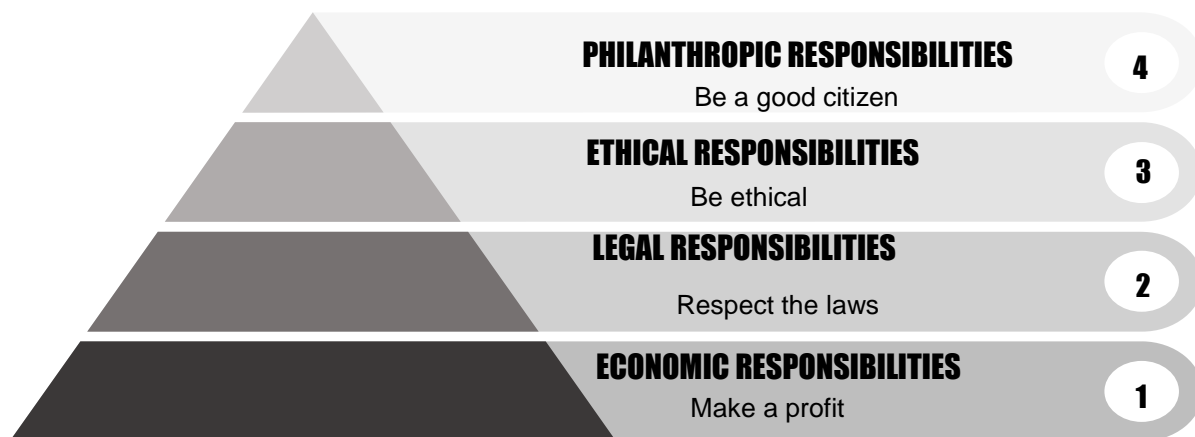 PHILANTHROPIC RESPONSIBILITIES
4
Be a good citizen
ETHICAL RESPONSIBILITIES
3
Be ethical
LEGAL RESPONSIBILITIES
2
Respect the laws
ECONOMIC RESPONSIBILITIES
1
Make a profit